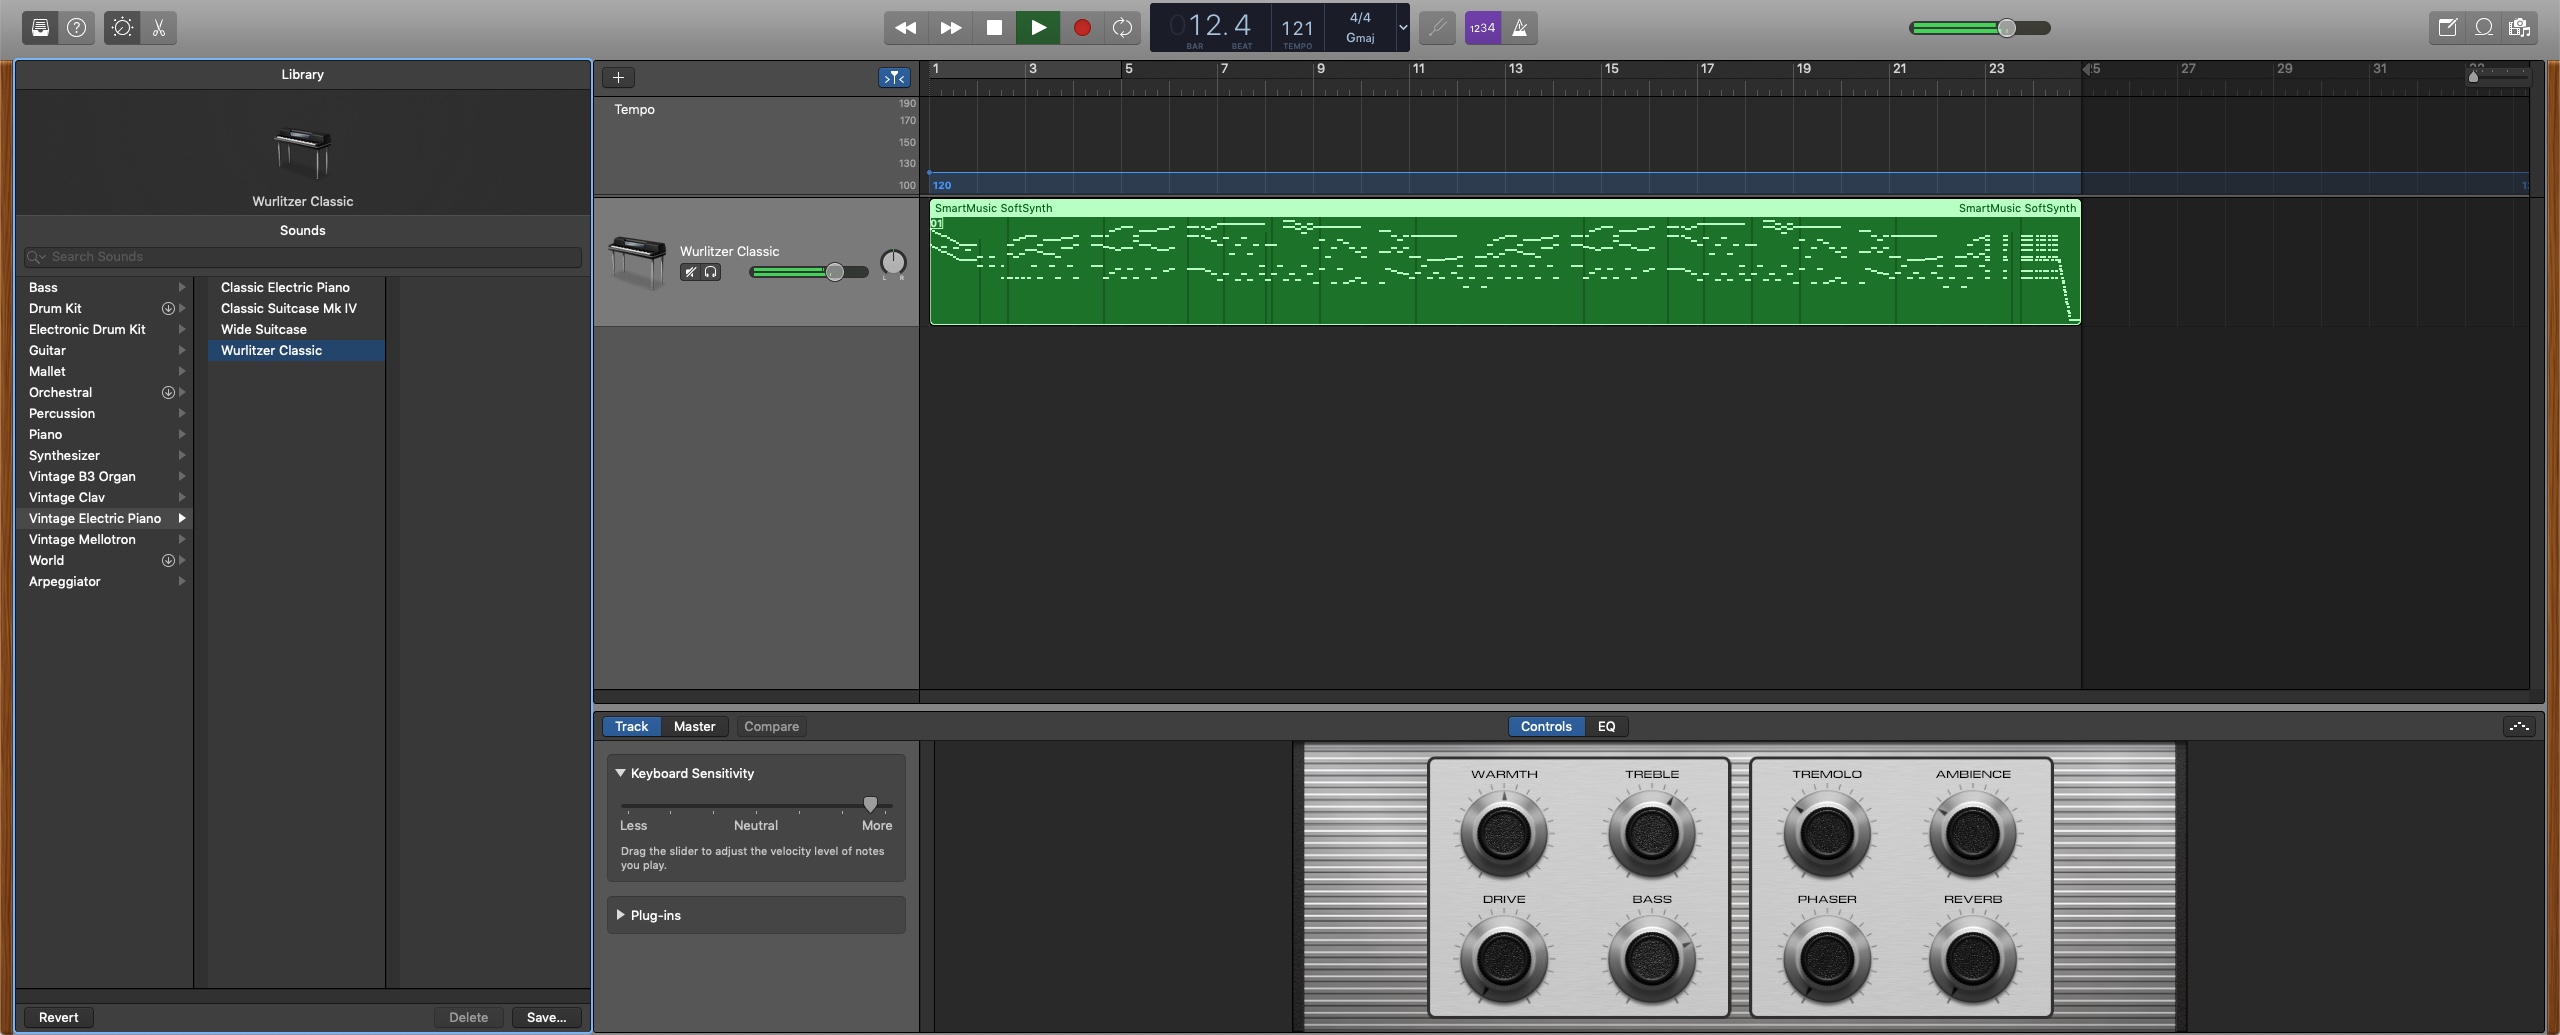 012.4
BAR BEAT
121
TEMPO
4/4
Gmaj
1234
Library
Wurlitzer Classic
Sounds
Search Sounds
Bass
Drum Kit
Electronic Drum Kit
Guitar
Mallet
Orchestral
Percussion
Piano
Synthesizer
Vintage B3 Organ
Vintage Clav
Vintage Electric Piano
Vintage Mellotron
World
Arpeggiator
Classic Electric Piano
Classic Suitcase Mk IV
Wide Suitcase
Wurlitzer Classic
Revert
Delete
Save...
1 3 5 7 9 11 13 15 17 19 21 23 25 27 29 31
Tempo
190
170
150
130
100
120
Wurlitzer Classic
L R
SmartMusic SoftSynth
SmartMusic SoftSynth
01
Track Master Compare
Controls EQ
Keyboard Sensitivity
Less Neutral More
Drag the slider to adjust the velocity level of notes
you play.
Plug-ins
WARMTH TREBLE TREMOLO AMBIENCE
DRIVE BASS PHASER REVERB